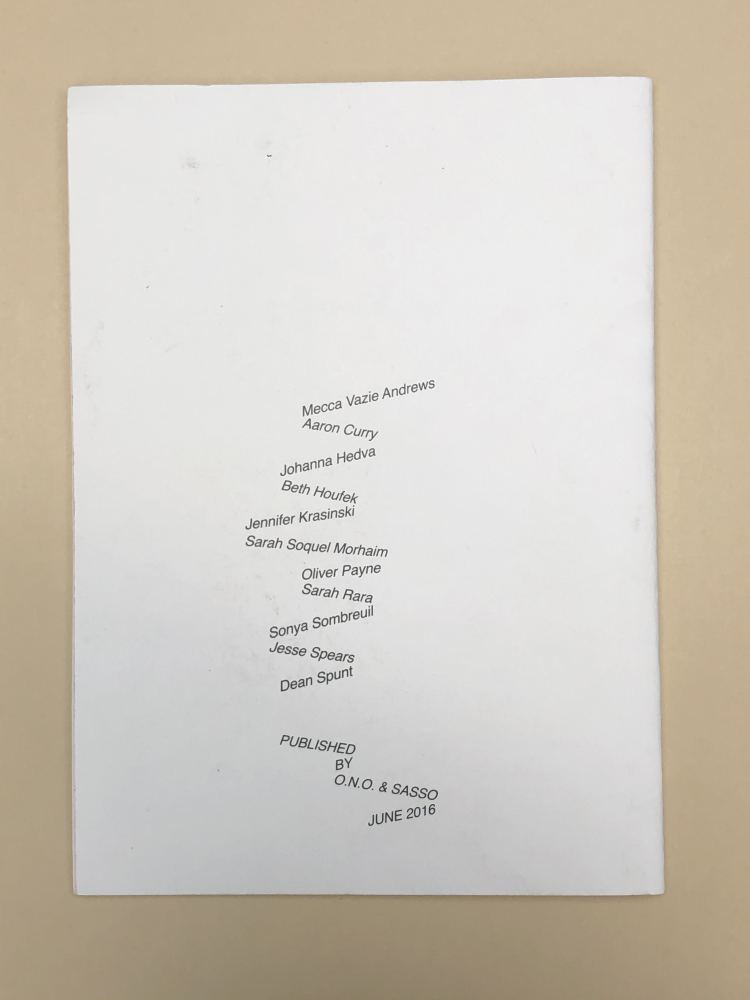 Mecca Vazie Andrews
Aaron Curry
Johanna Hedva
Beth Houfek
Jennifer Krasinski
Sarah Soquel Morhaim
Oliver Payne
Sarah Rara
Sonya Sombreuil
Jesse Spears
Dean Spunt
PUBLISHED
BY
O.N.O. & SASSO
JUNE 2016